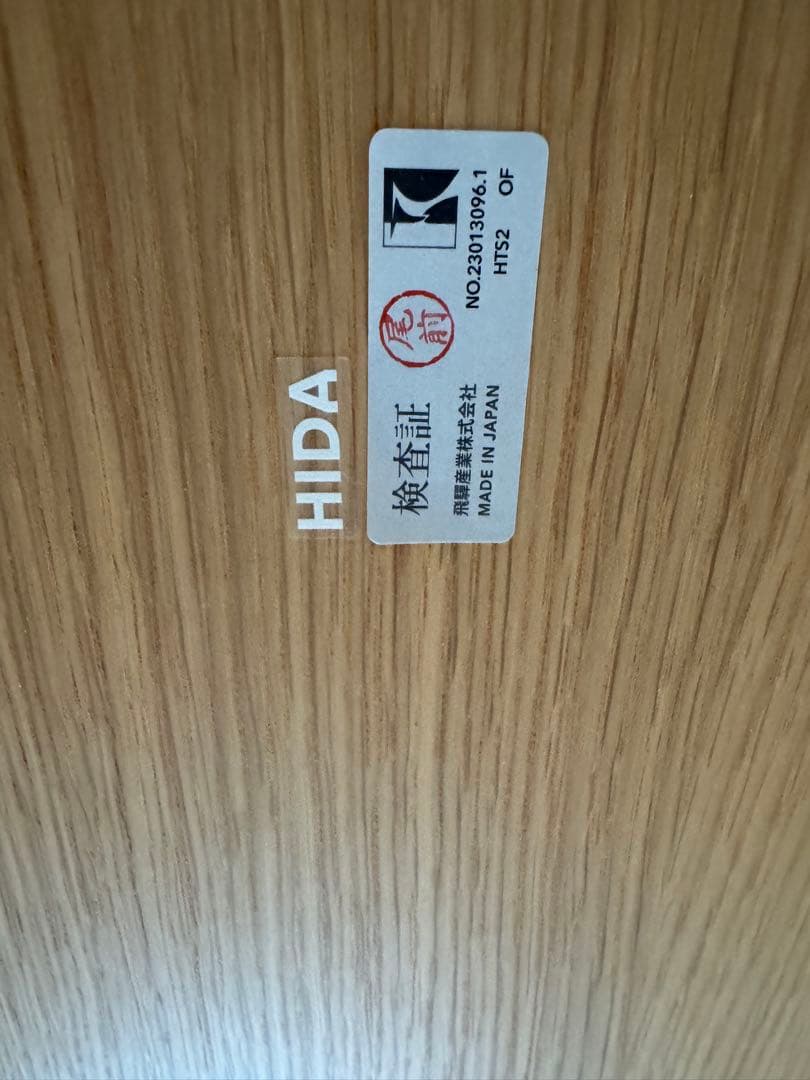 HIDA
検査証
尾前
飛驒産業株式会社
MADE IN JAPAN
NO.23013096.1
HTS2 OF